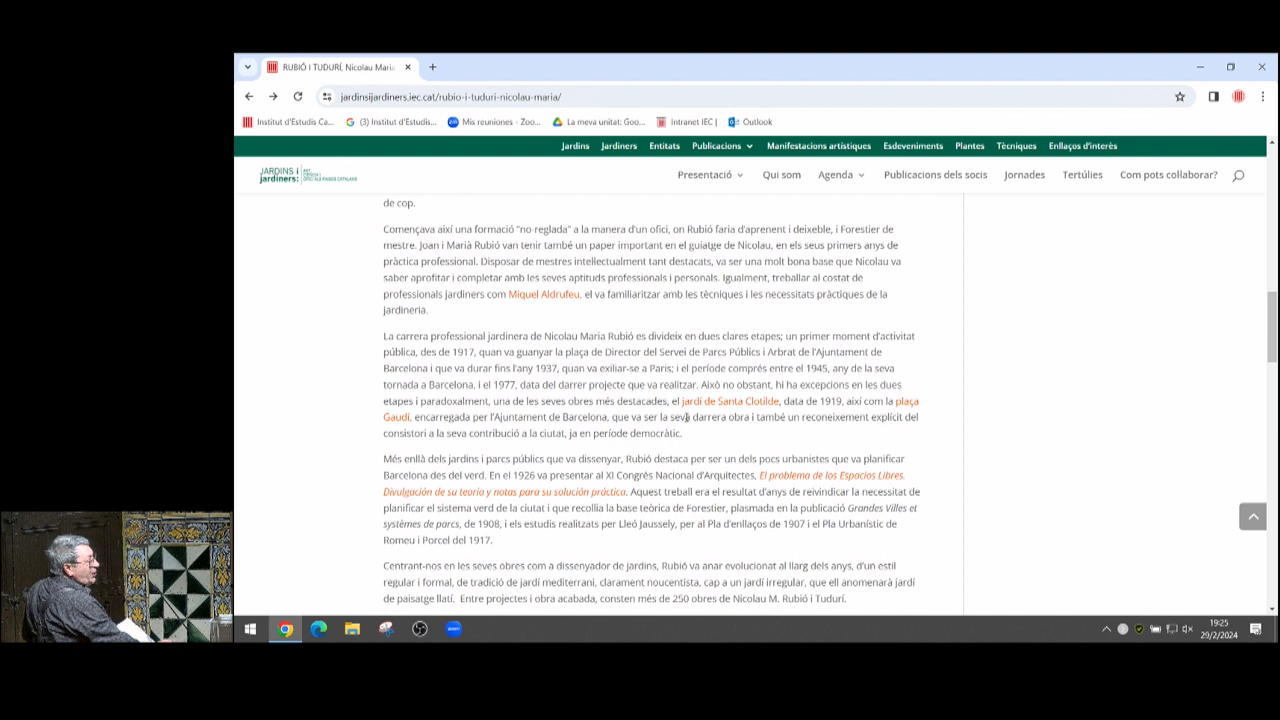 RUBIÓ I TUDURÍ, Nicolau Maria
jardinsijardiners.iec.cat/rubio-i-tuduri-nicolau-maria/
Institut d'Estudis Ca...
(3) Institut d'Estudis...
Mis reuniones - Zoo...
La meva unitat: Goo...
Intranet IEC |
Outlook
Jardins Jardiners Entitats Publicacions Manifestacions artístiques Esdeveniments Plantes Tècniques Enllaços d'interès
JARDINS i
jardiners:
Presentació Qui som Agenda Publicacions dels socis Jornades Tertúlies Com pots collaborar?
de cop.
Començava així una formació "no-reglada" a la manera d'un ofici, on Rubió faria d'aprenent i deixeble, i Forestier de
mestre. Joan i Marià Rubió van tenir també un paper important en el guiatge de Nicolau, en els seus primers anys de
pràctica professional. Disposar de mestres intel·lectualment tant destacats, va ser una molt bona base que Nicolau va
saber aprofitar i completar amb les seves aptituds professionals i personals. Igualment, treballar al costat de
professionals jardiners com Miquel Aldrufeu, el va familiaritzar amb les tècniques i les necessitats pràctiques de la
jardineria.
La carrera professional jardinera de Nicolau Maria Rubió es divideix en dues clares etapes; un primer moment d'activitat
pública, des de 1917, quan va guanyar la plaça de Director del Servei de Parcs Públics i Arbrat de l'Ajuntament de
Barcelona i que va durar fins l'any 1937, quan va exiliar-se a Paris; i el període comprés entre el 1945, any de la seva
tornada a Barcelona, i el 1977, data del darrer projecte que va realitzar. Això no obstant, hi ha excepcions en les dues
etapes i paradoxalment, una de les seves obres més destacades, el jardí de Santa Clotilde, data de 1919, així com la plaça
Gaudí, encarregada per l'Ajuntament de Barcelona, que va ser la seva darrera obra i també un reconeixement explícit del
consistori a la seva contribució a la ciutat, ja en període democràtic.
Més enllà dels jardins i parcs públics que va dissenyar, Rubió destaca per ser un dels pocs urbanistes que va planificar
Barcelona des del verd. En el 1926 va presentar al XI Congrés Nacional d'Arquitectes, El problema de los Espacios Libres.
Divulgación de su teoría y notas para su solución práctica. Aquest treball era el resultat d'anys de reivindicar la necessitat de
planificar el sistema verd de la ciutat i que recollia la base teòrica de Forestier, plasmada en la publicació Grandes Villes et
systèmes de parcs, de 1908, i els estudis realitzats per Lleó Jaussely, per al Pla d'enllaços de 1907 i el Pla Urbanístic de
Romeu i Porcel del 1917.
Centrant-nos en les seves obres com a dissenyador de jardins, Rubió va anar evolucionat al llarg dels anys, d'un estil
regular i formal, de tradició de jardí mediterrani, clarament noucentista, cap a un jardí irregular, que ell anomenarà jardí
de paisatge llatí. Entre projectes i obra acabada, consten més de 250 obres de Nicolau M. Rubió i Tudurí.
19:25
29/2/2024